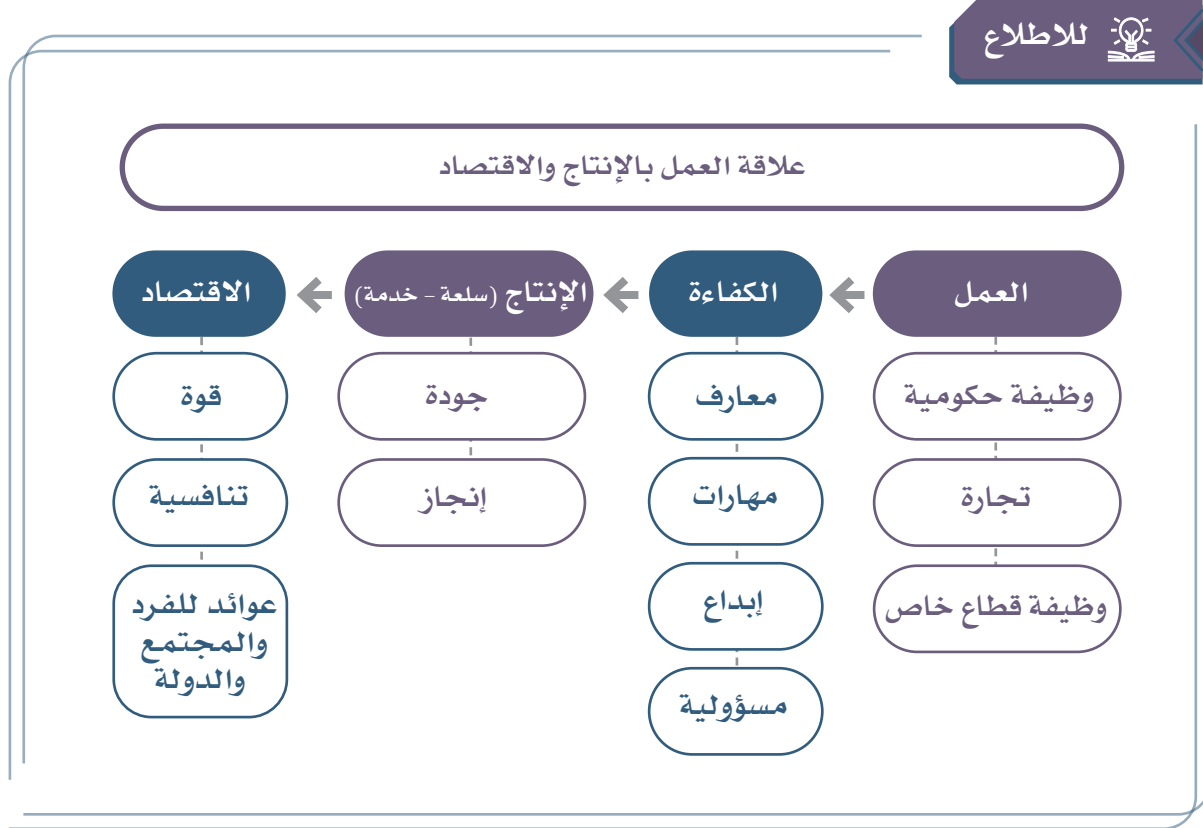 للاطلاع
علاقة العمل بالإنتاج والاقتصاد
العمل
وظيفة حكومية
تجارة
وظيفة قطاع خاص
الكفاءة
معارف
مهارات
إبداع
مسؤولية
الإنتاج (سلعة - خدمة)
جودة
إنجاز
الاقتصاد
قوة
تنافسية
عوائد للفرد
والمجتمع
والدولة